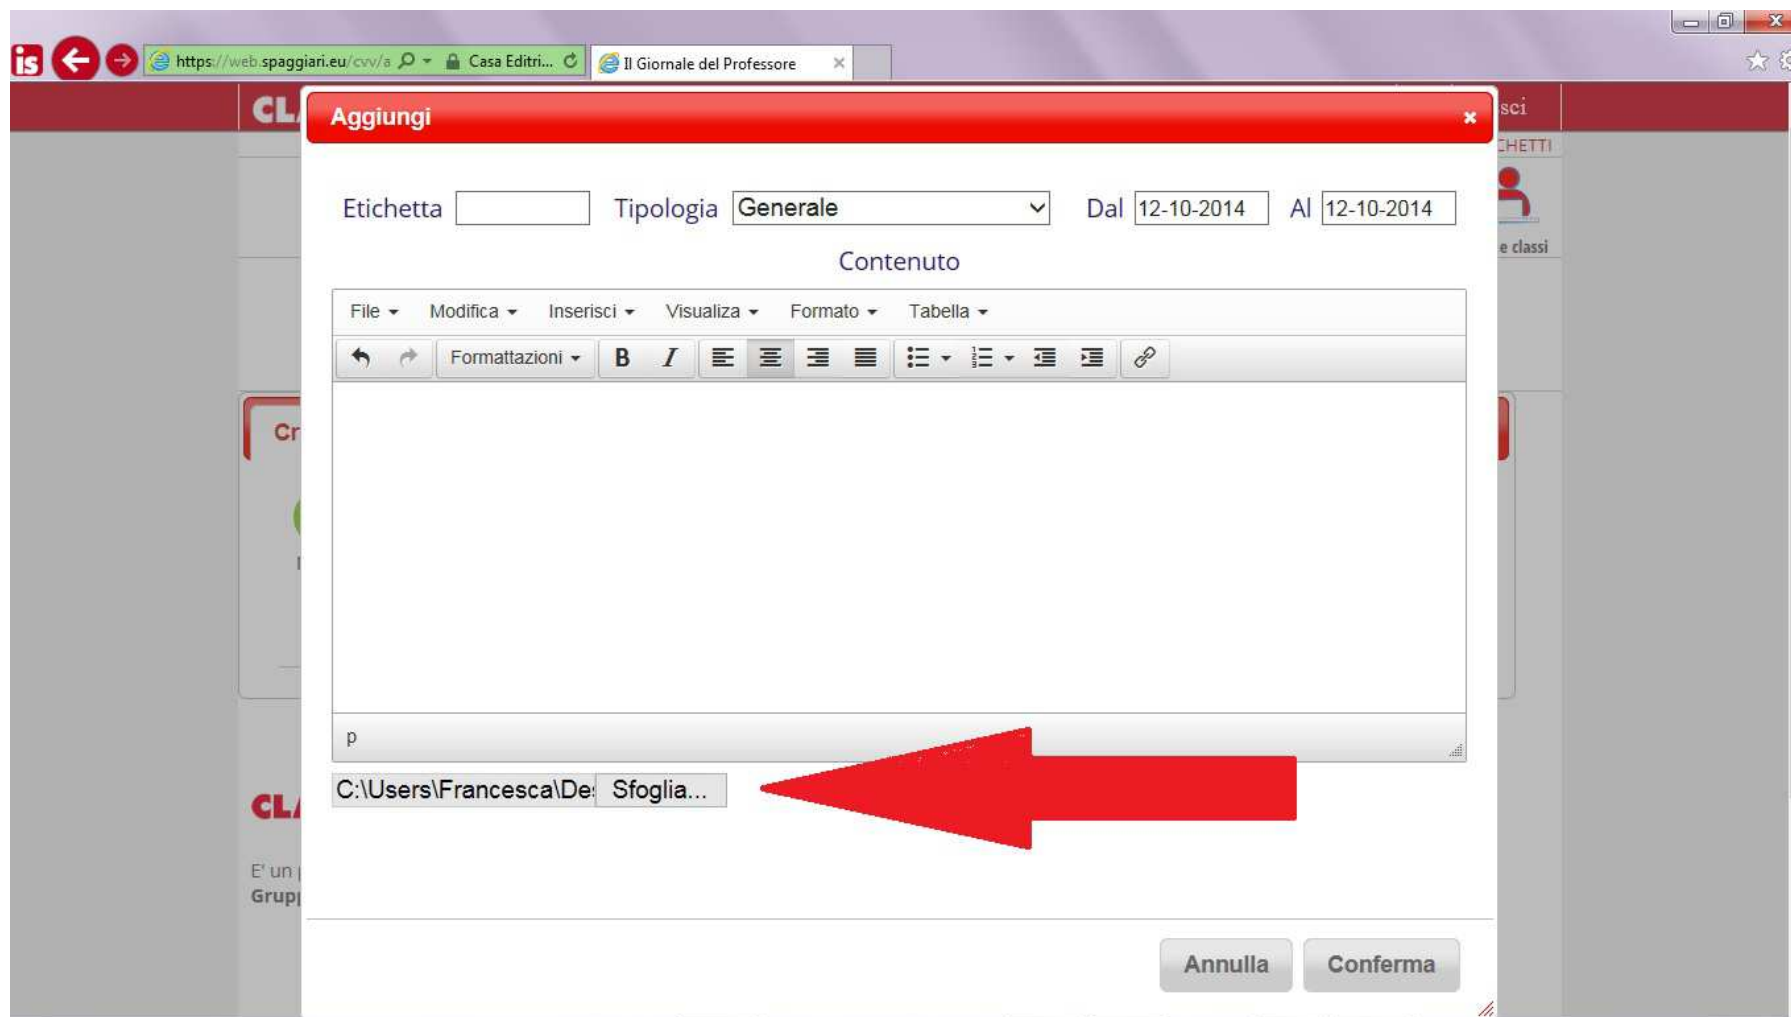 is
https://web.spaggiari.eu/cvv/a Casa Editri... Il Giornale del Professore
CL
Aggiungi
sci
CHETTI
Etichetta Tipologia Generale Dal 12-10-2014 Al 12-10-2014
e classi
Contenuto
File Modifica Inserisci Visualiza Formato Tabella
Formattazioni B I
Cr
p
C:\Users\Francesca\De Sfoglia...
CL
E' un
Grup
Annulla Conferma